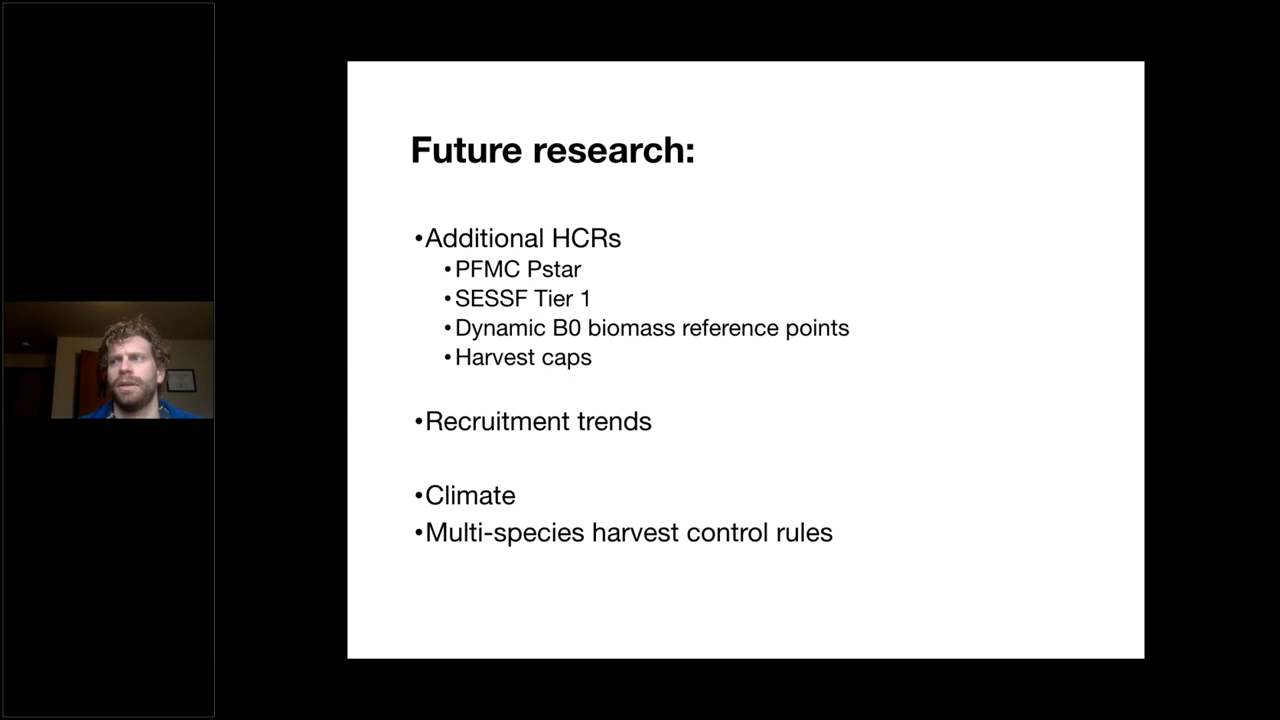 Future research:
•Additional HCRs
•PFMC Pstar
•SESSF Tier 1
•Dynamic B0 biomass reference points
•Harvest caps
•Recruitment trends
•Climate
•Multi-species harvest control rules